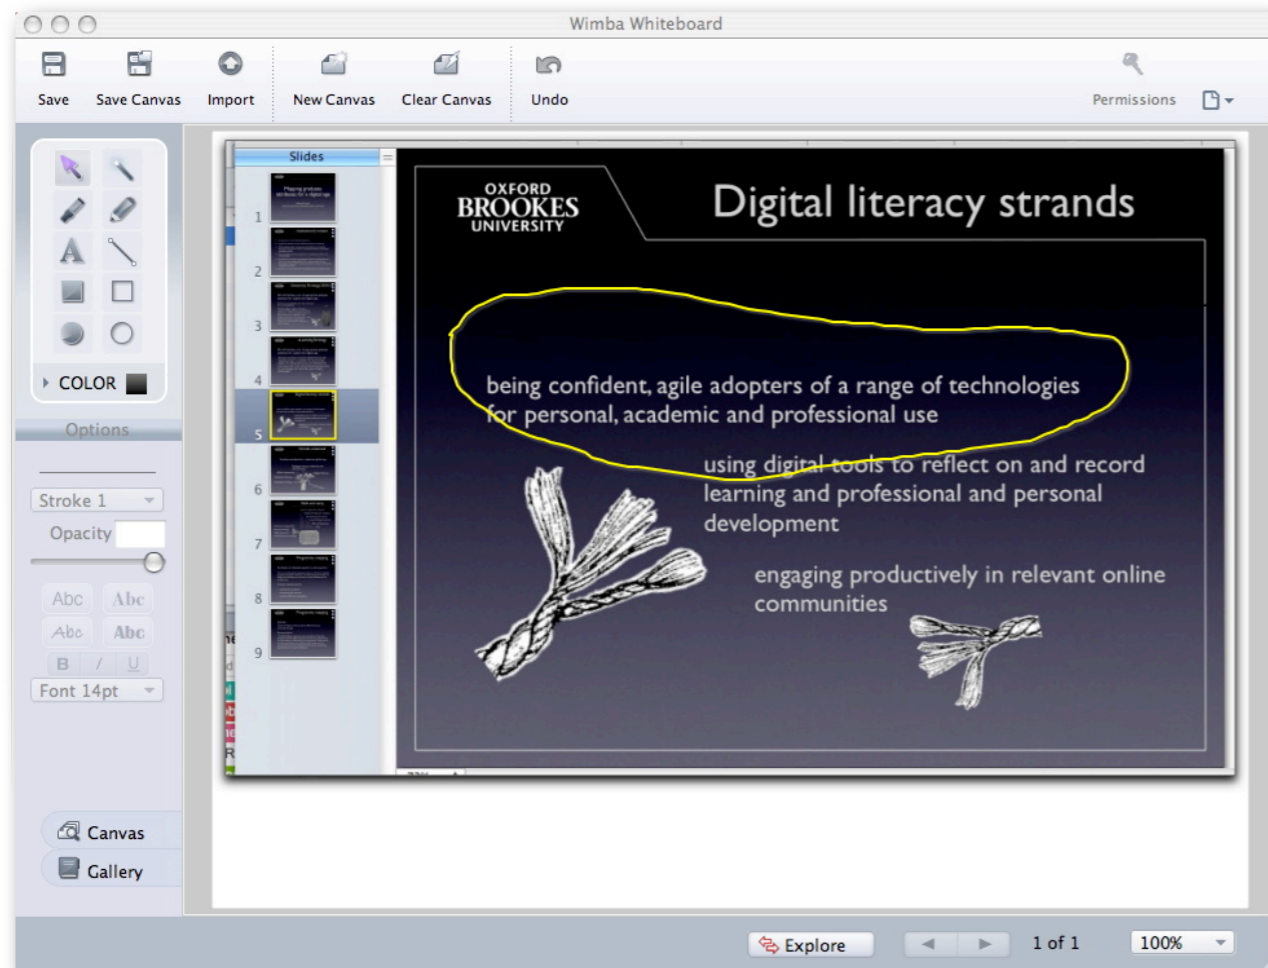 Wimba Whiteboard
Save
Save Canvas
Import
New Canvas
Clear Canvas
Undo
Permissions
A
COLOR
Options
Stroke 1
Opacity
Abc Abc
Abc Abc
B I U
Font 14pt
Canvas
Gallery
Slides
1
2
3
4
5
6
7
8
9
OXFORD
BROOKES
UNIVERSITY
Digital literacy strands
being confident, agile adopters of a range of technologies
for personal, academic and professional use
using digital tools to reflect on and record
learning and professional and personal
development
engaging productively in relevant online
communities
Explore
1 of 1
100%